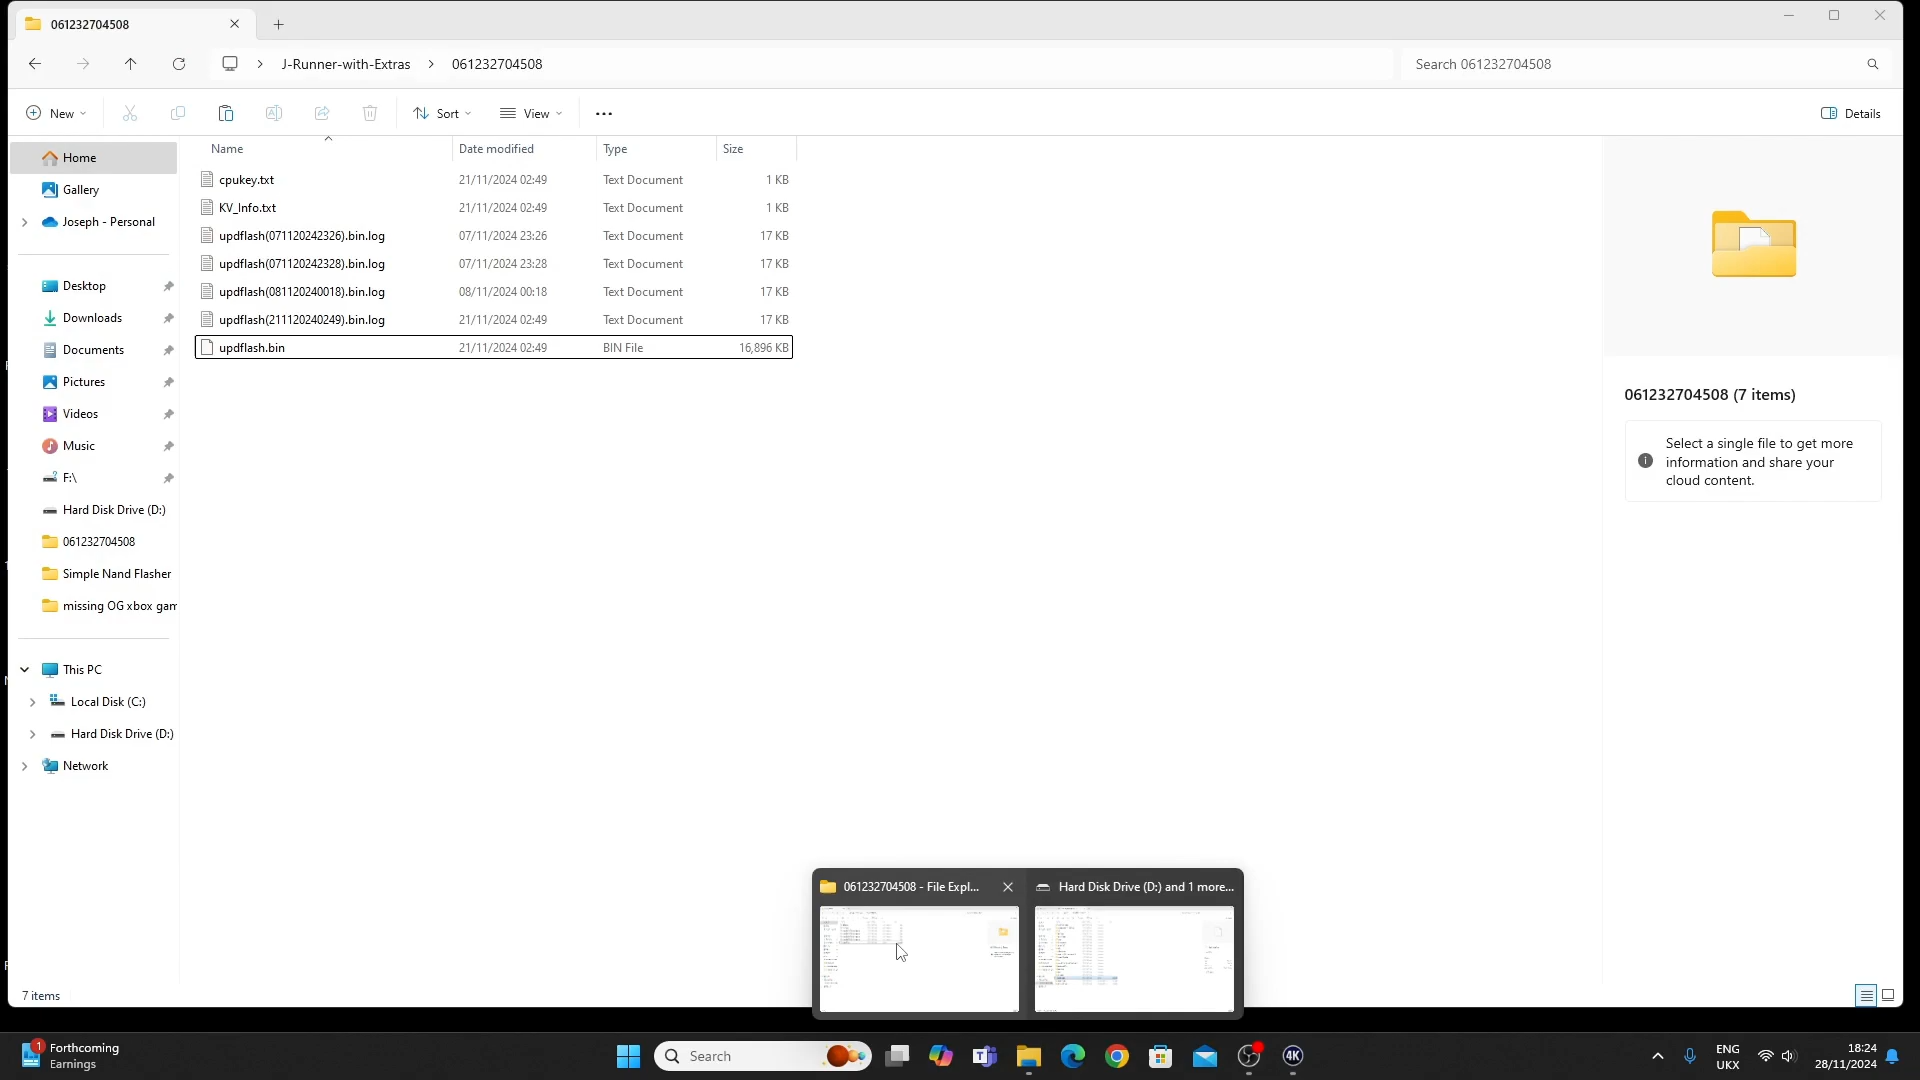 061232704508
J-Runner-with-Extras
061232704508
Search 061232704508
New
Sort
View
Details
Name
Date modified
Type
Size
cpukey.txt 21/11/2024 02:49 Text Document 1 KB
KV_Info.txt 21/11/2024 02:49 Text Document 1 KB
updflash(071120242326).bin.log 07/11/2024 23:26 Text Document 17 KB
updflash(071120242328).bin.log 07/11/2024 23:28 Text Document 17 KB
updflash(081120240018).bin.log 08/11/2024 00:18 Text Document 17 KB
updflash(211120240249).bin.log 21/11/2024 02:49 Text Document 17 KB
updflash.bin 21/11/2024 02:49 BIN File 16,896 KB
Home
Gallery
Joseph - Personal
Desktop
Downloads
Documents
Pictures
Videos
Music
F:\
Hard Disk Drive (D:)
061232704508
Simple Nand Flasher
missing OG xbox gam
This PC
Local Disk (C:)
Hard Disk Drive (D:)
Network
061232704508 (7 items)
Select a single file to get more
information and share your
cloud content.
7 items
061232704508 - File Expl...
Hard Disk Drive (D:) and 1 more...
1
Forthcoming
Earnings
Search
4K
ENG
UKX
18:24
28/11/2024